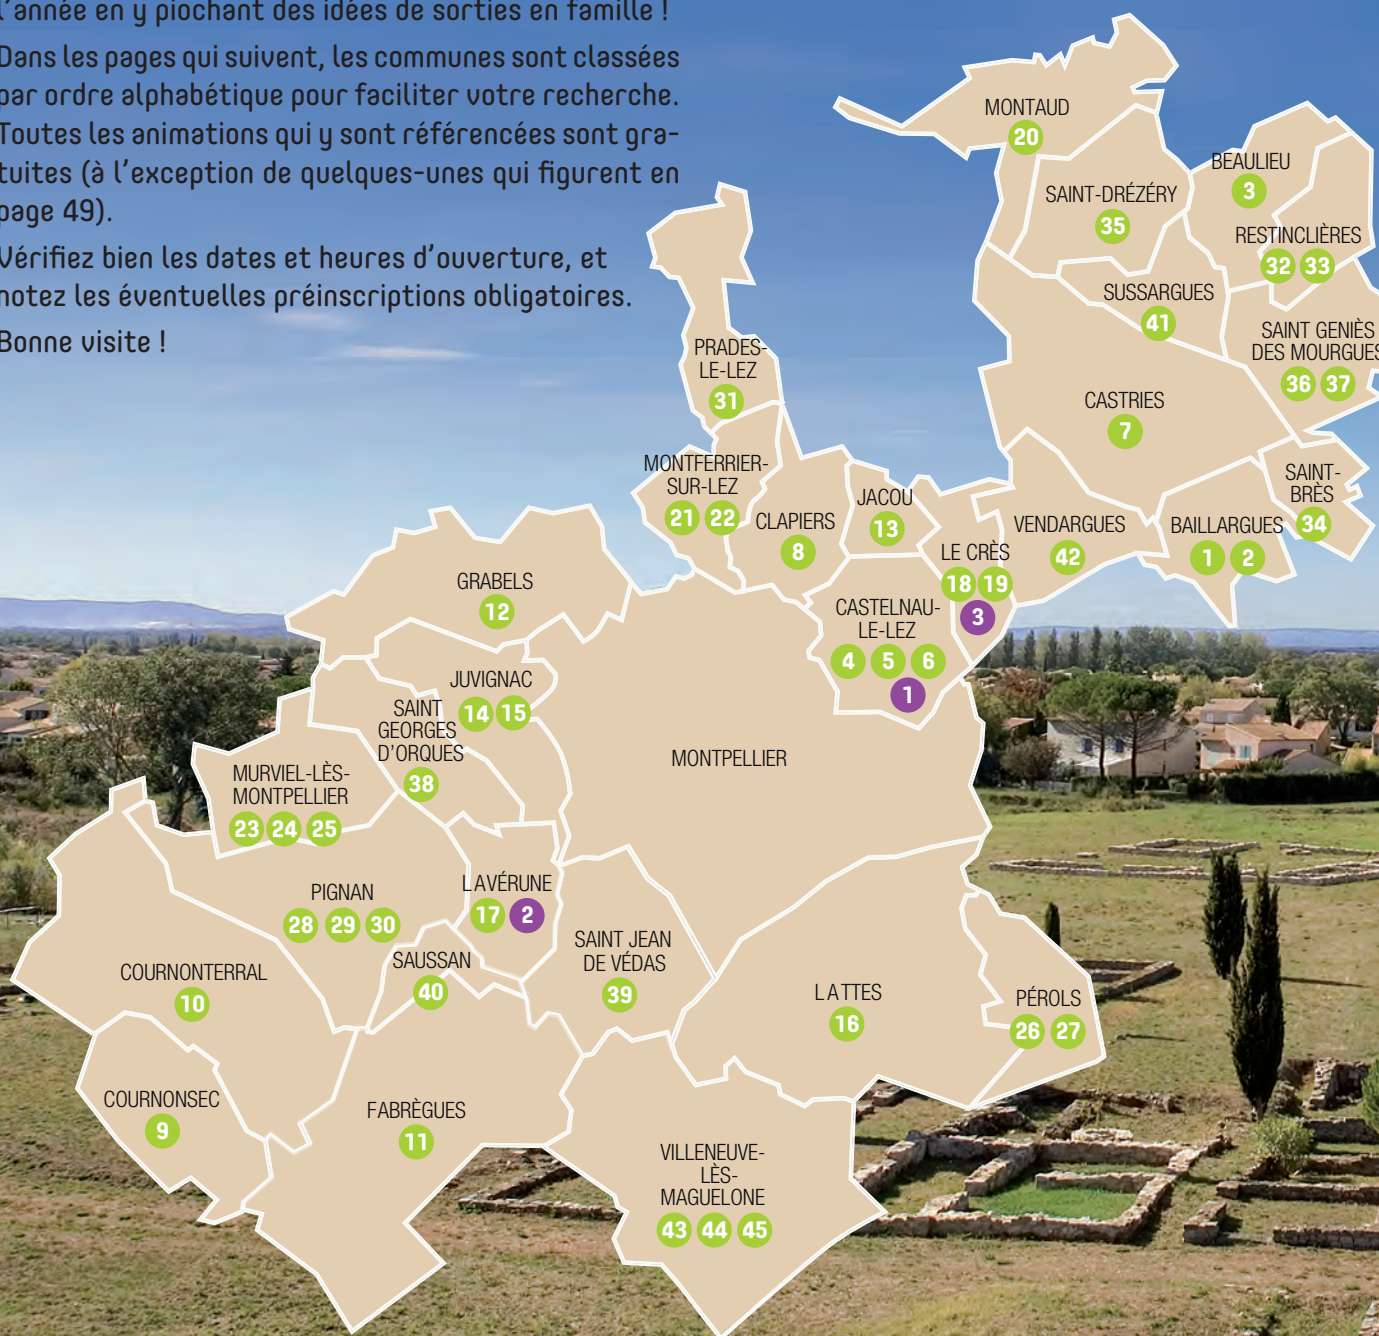 l'année en y piochant des idées de sorties en famille !
Dans les pages qui suivent, les communes sont classées
par ordre alphabétique pour faciliter votre recherche.
Toutes les animations qui y sont référencées sont gra-
tuites (à l'exception de quelques-unes qui figurent en
page 49).
Vérifiez bien les dates et heures d'ouverture, et
notez les éventuelles préinscriptions obligatoires.
Bonne visite !
MONTAUD
20
BEAULIEU
3
SAINT-DRÉZÉRY
35
RESTINCLIÈRES
32 33
SUSSARGUES
41
SAINT GENIÈS
DES MOURGUES
36 37
PRADES-
LE-LEZ
31
CASTRIES
7
MONTFERRIER-
SUR-LEZ
21 22
CLAPIERS
8
JACOU
13
LE CRÈS
18 19
3
VENDARGUES
42
BAILLARGUES
1 2
SAINT-
BRÈS
34
GRABELS
12
CASTELNAU-
LE-LEZ
4 5 6
1
JUVIGNAC
14 15
SAINT
GEORGES
D'ORQUES
38
MONTPELLIER
MURVIEL-LÈS-
MONTPELLIER
23 24 25
PIGNAN
28 29 30
LAVÉRUNE
17 2
SAUSSAN
40
SAINT JEAN
DE VÉDAS
39
COURNONTERRAL
10
LATTES
16
PÉROLS
26 27
COURNONSEC
9
FABRÈGUES
11
VILLENEUVE-
LÈS-
MAGUELONE
43 44 45